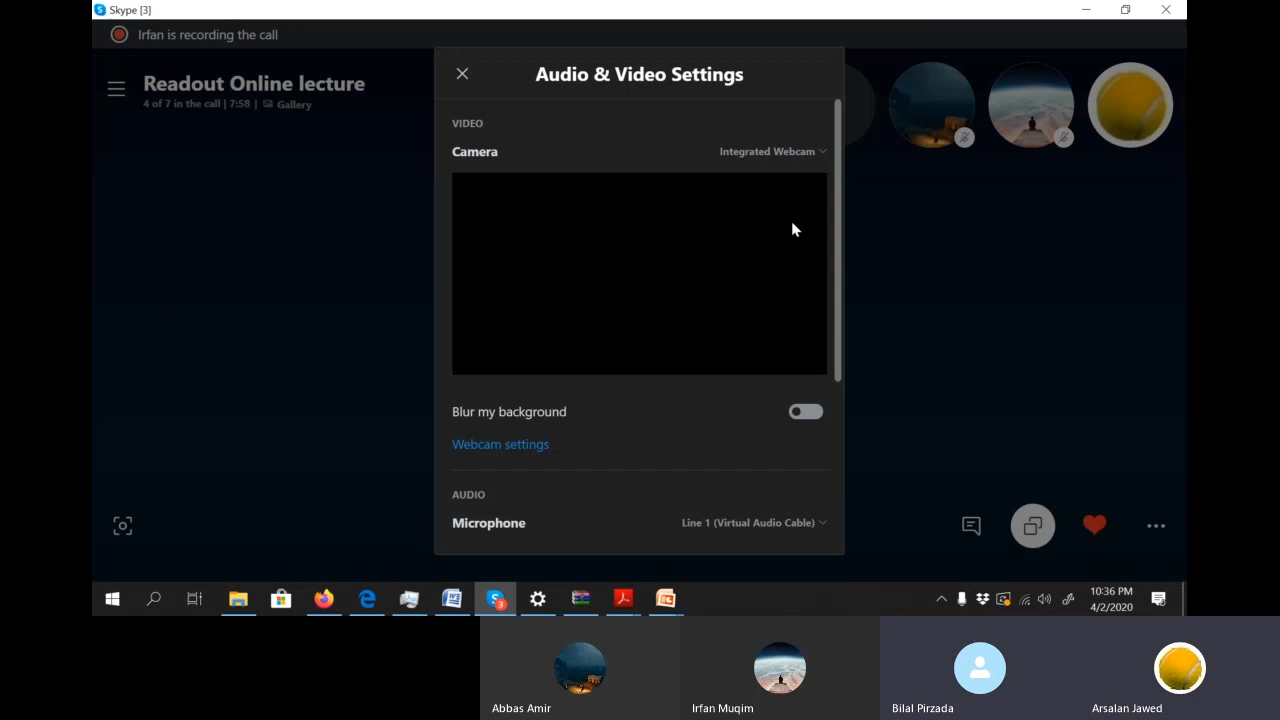 Skype [3]
Irfan is recording the call
Readout Online lecture
4 of 7 in the call | 7:58 | Gallery
Audio & Video Settings
VIDEO
Camera
Integrated Webcam
Blur my background
Webcam settings
AUDIO
Microphone
Line 1 (Virtual Audio Cable)
3
10:36 PM
4/2/2020
Abbas Amir
Irfan Muqim
Bilal Pirzada
Arsalan Jawed